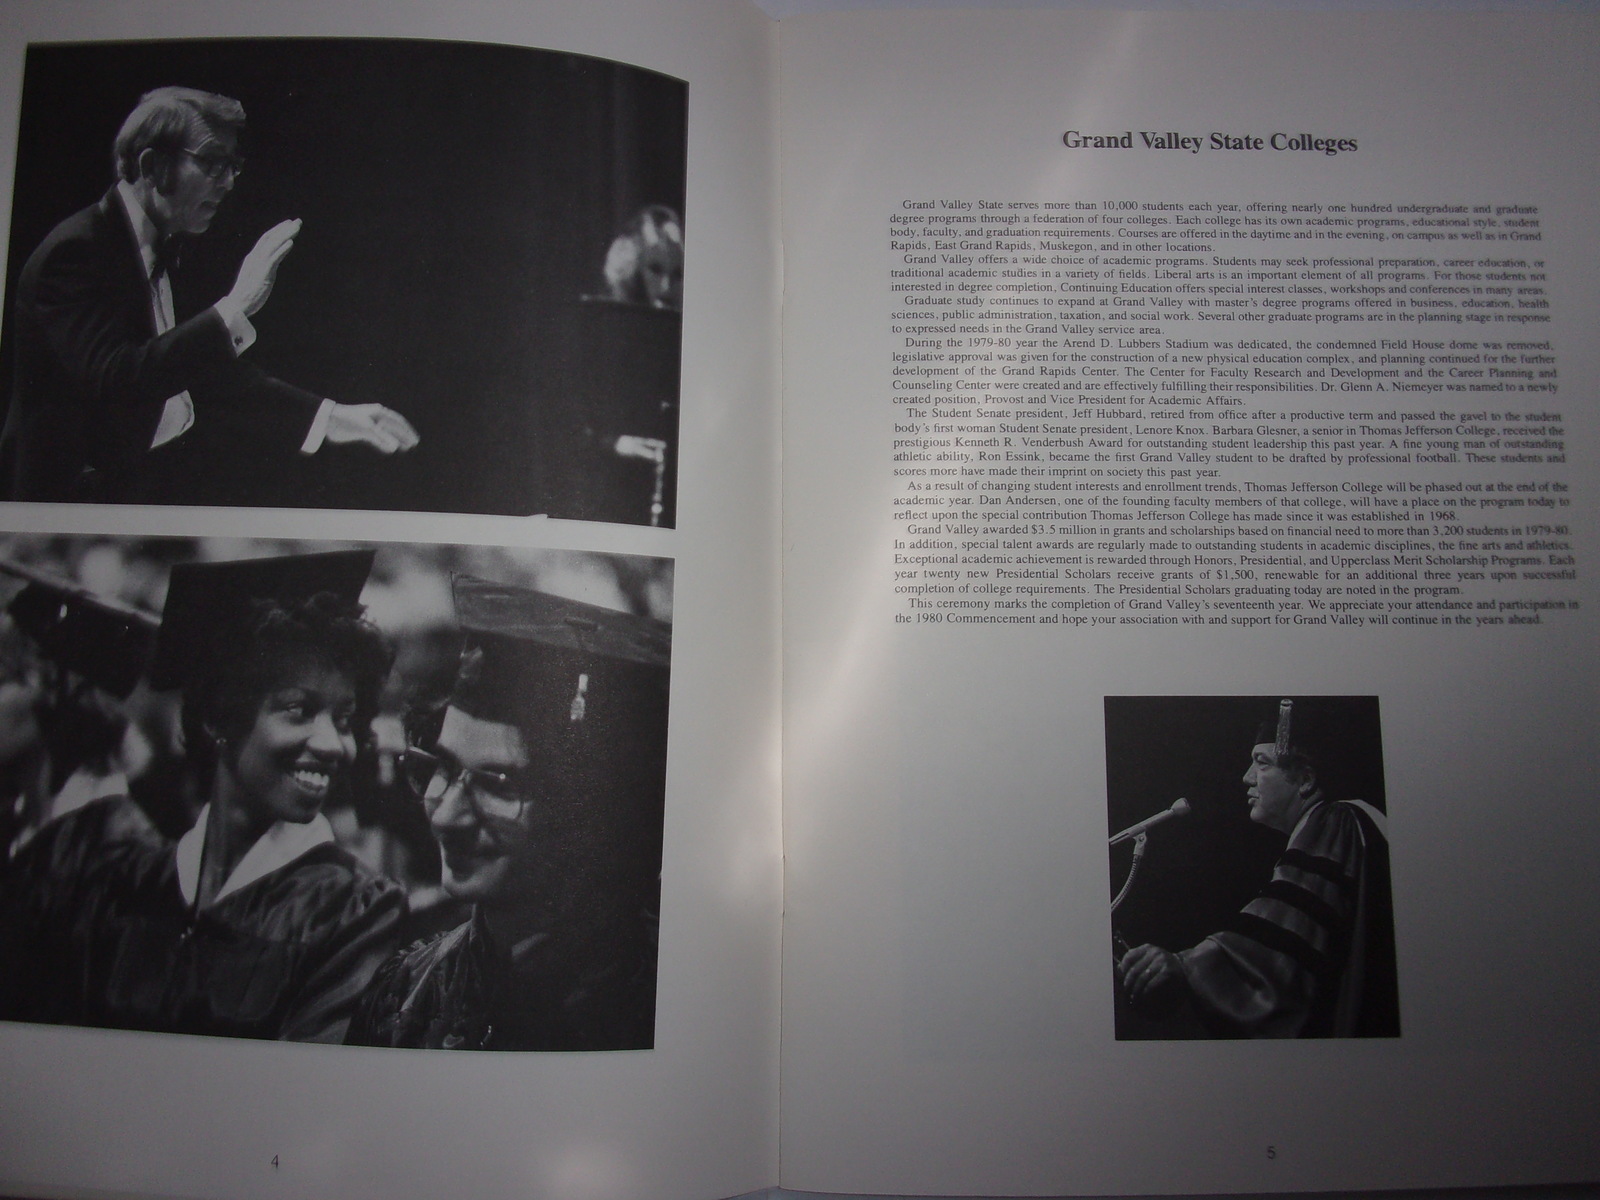 Grand Valley State Colleges
Grand Valley State serves more than 10,000 students each year, offering nearly one hundred undergraduate and graduate
degree programs through a federation of four colleges. Each college has its own academic programs, educational style, student
body, faculty, and graduation requirements. Courses are offered in the daytime and in the evening, on campus as well as in Grand
Rapids, East Grand Rapids, Muskegon, and in other locations.
Grand Valley offers a wide choice of academic programs. Students may seek professional preparation, career education, or
traditional academic studies in a variety of fields. Liberal arts is an important element of all programs. For those students not
interested in degree completion, Continuing Education offers special interest classes, workshops and conferences in many areas.
Graduate study continues to expand at Grand Valley with master's degree programs offered in business, education, health
sciences, public administration, taxation, and social work. Several other graduate programs are in the planning stage in response
to expressed needs in the Grand Valley service area.
During the 1979-80 year the Arend D. Lubbers Stadium was dedicated, the condemned Field House dome was removed,
legislative approval was given for the construction of a new physical education complex, and planning continued for the further
development of the Grand Rapids Center. The Center for Faculty Research and Development and the Career Planning and
Counseling Center were created and are effectively fulfilling their responsibilities. Dr. Glenn A. Niemeyer was named to a newly
created position, Provost and Vice President for Academic Affairs.
The Student Senate president, Jeff Hubbard, retired from office after a productive term and passed the gavel to the student
body's first woman Student Senate president, Lenore Knox. Barbara Glesner, a senior in Thomas Jefferson College, received the
prestigious Kenneth R. Venderbush Award for outstanding student leadership this past year. A fine young man of outstanding
athletic ability, Ron Essink, became the first Grand Valley student to be drafted by professional football. These students and
scores more have made their imprint on society this past year.
As a result of changing student interests and enrollment trends, Thomas Jefferson College will be phased out at the end of the
academic year. Dan Andersen, one of the founding faculty members of that college, will have a place on the program today to
reflect upon the special contribution Thomas Jefferson College has made since it was established in 1968.
Grand Valley awarded $3.5 million in grants and scholarships based on financial need to more than 3,200 students in 1979-80.
In addition, special talent awards are regularly made to outstanding students in academic disciplines, the fine arts and athletics.
Exceptional academic achievement is rewarded through Honors, Presidential, and Upperclass Merit Scholarship Programs. Each
year twenty new Presidential Scholars receive grants of $1,500, renewable for an additional three years upon successful
completion of college requirements. The Presidential Scholars graduating today are noted in the program.
This ceremony marks the completion of Grand Valley's seventeenth year. We appreciate your attendance and participation in
the 1980 Commencement and hope your association with and support for Grand Valley will continue in the years ahead.
4
5